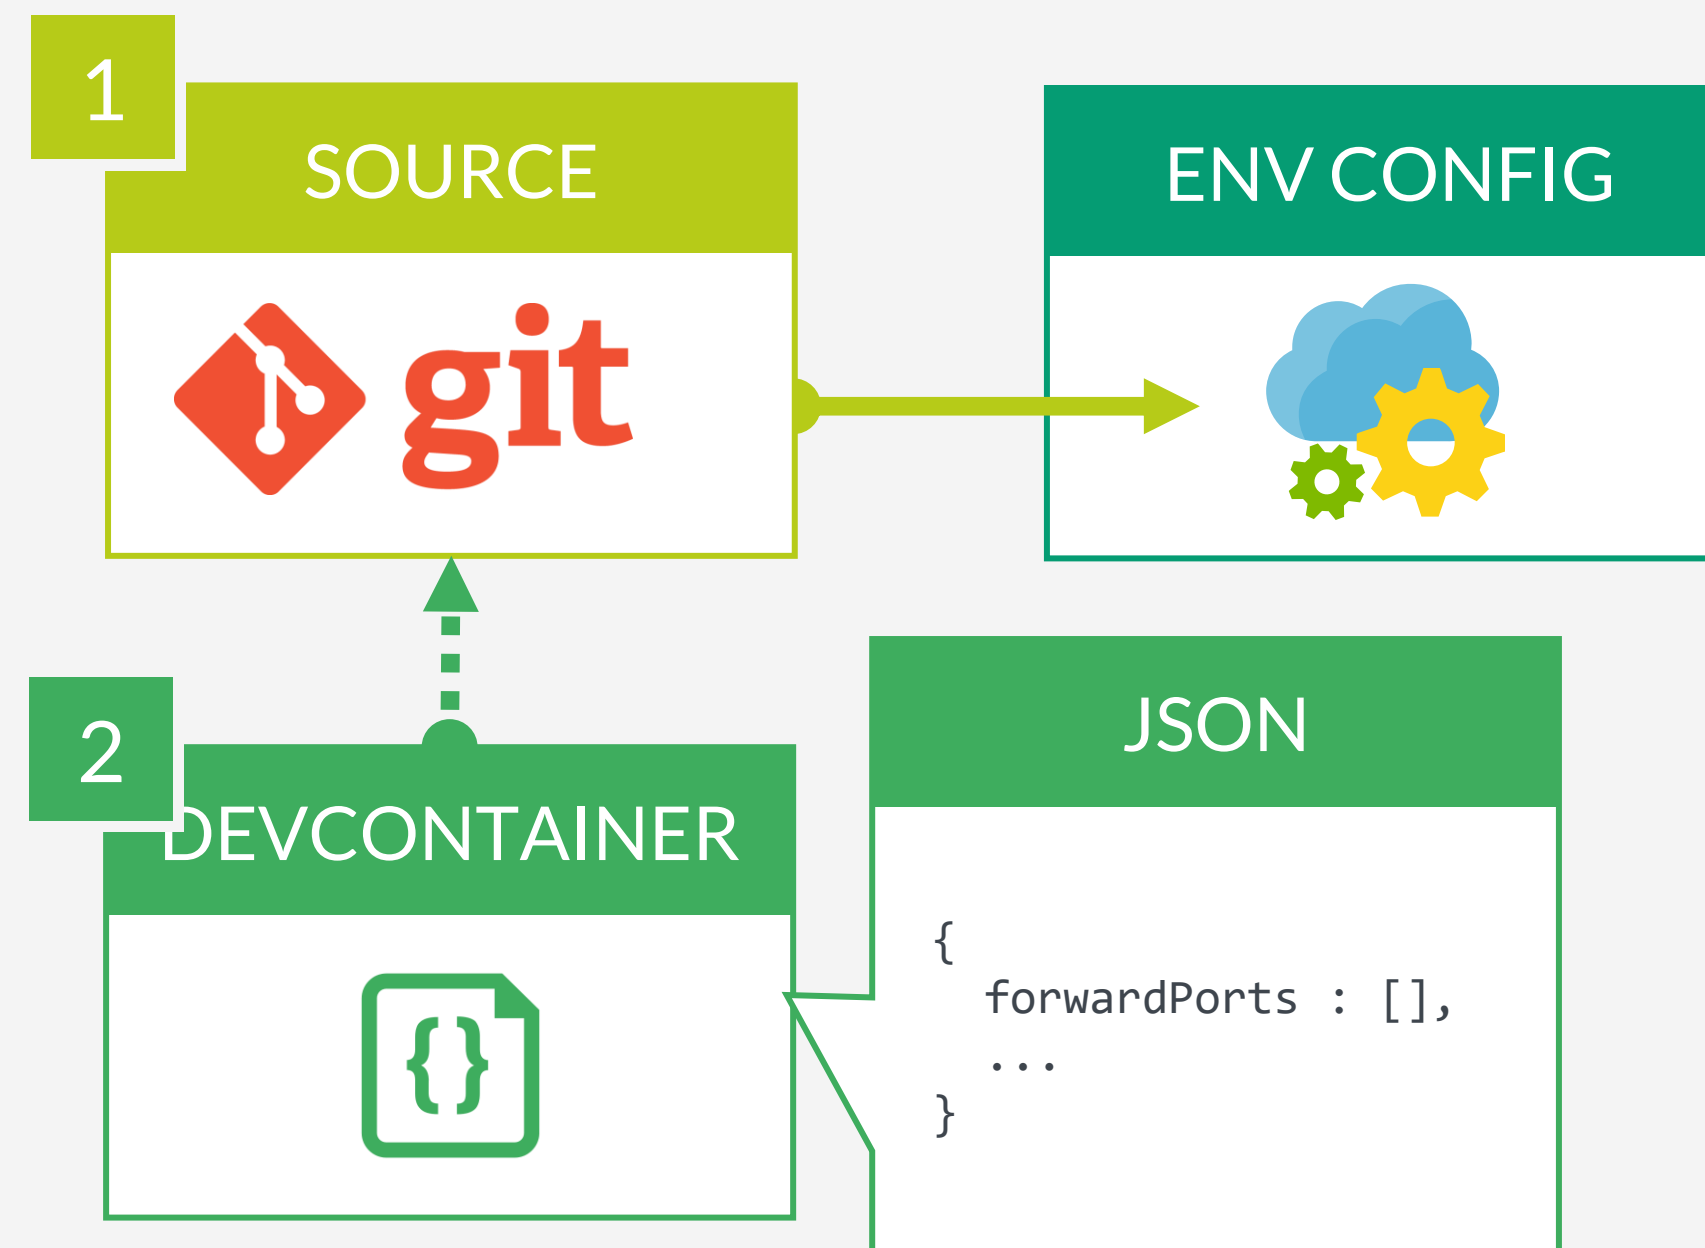 1
SOURCE
git
ENV CONFIG
2
DEVCONTAINER
{}
JSON
{
forwardPorts : [],
...
}